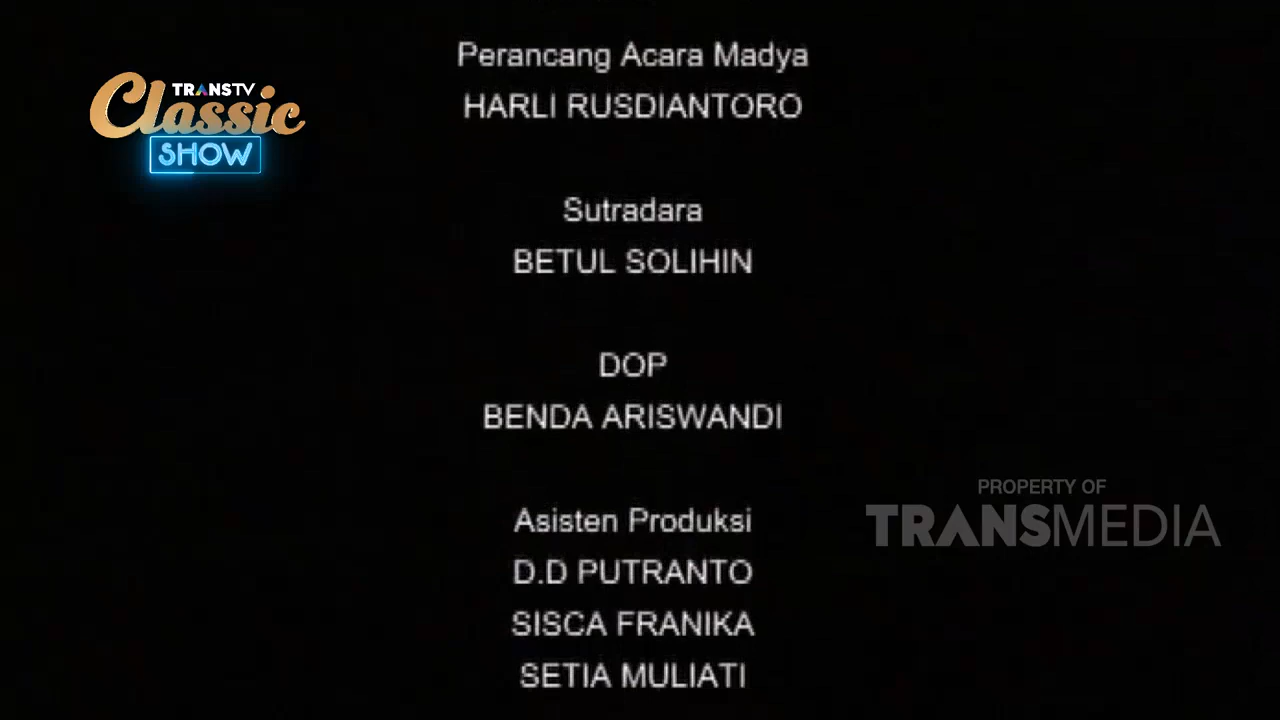 TRANSTV
Classic
SHOW
Perancang Acara Madya
HARLI RUSDIANTORO
Sutradara
BETUL SOLIHIN
DOP
BENDA ARISWANDI
Asisten Produksi
D.D PUTRANTO
SISCA FRANIKA
SETIA MULIATI
PROPERTY OF
TRANSMEDIA